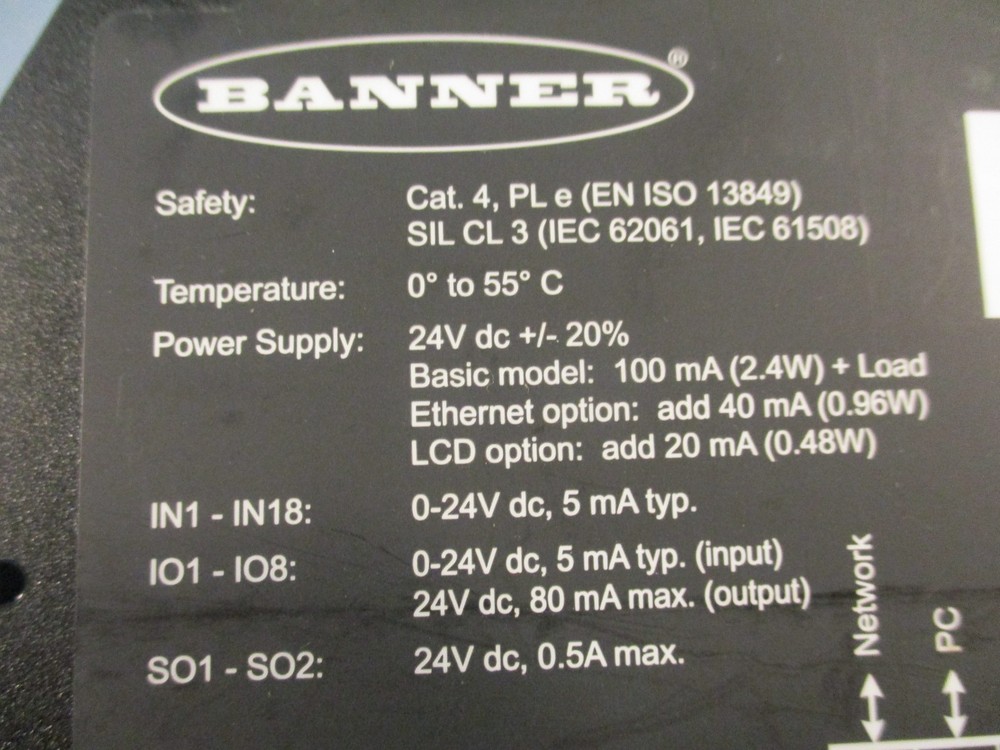 BANNER®
Safety: Cat. 4, PL e (EN ISO 13849)
SIL CL 3 (IEC 62061, IEC 61508)
Temperature: 0° to 55° C
Power Supply: 24V dc +/- 20%
Basic model: 100 mA (2.4W) + Load
Ethernet option: add 40 mA (0.96W)
LCD option: add 20 mA (0.48W)
IN1 - IN18: 0-24V dc, 5 mA typ.
IO1 - IO8: 0-24V dc, 5 mA typ. (input)
24V dc, 80 mA max. (output)
SO1 - SO2: 24V dc, 0.5A max.
Network
PC